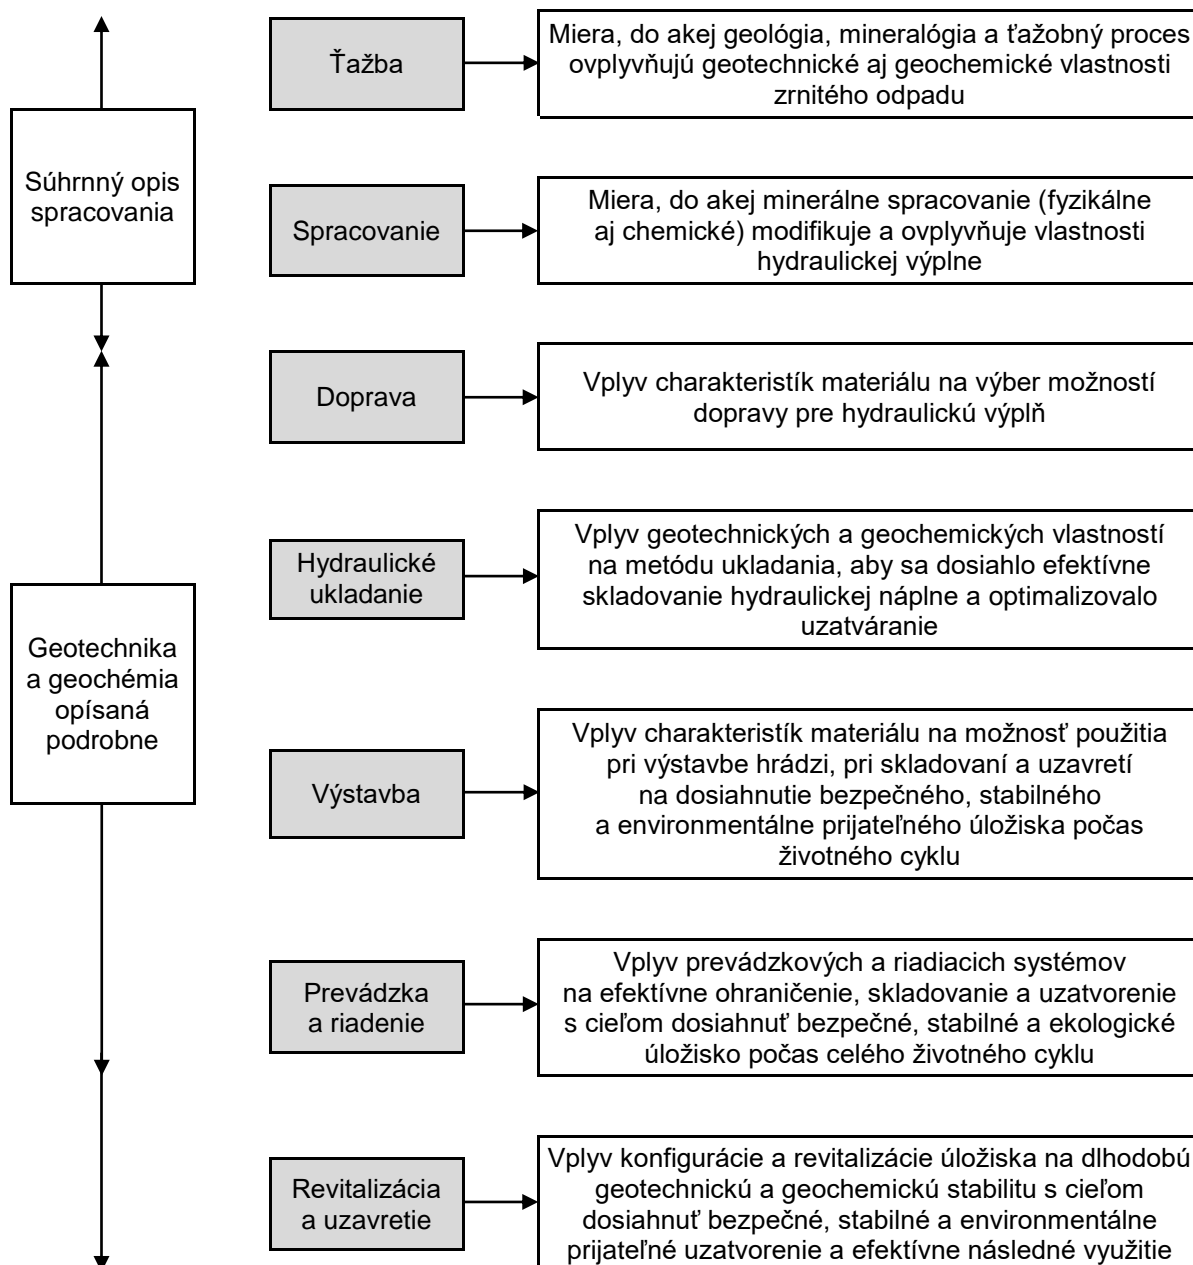 Ťažba
Miera, do akej geológia, mineralógia a ťažobný proces
ovplyvňujú geotechnické aj geochemické vlastnosti
zrnitého odpadu
Súhrnný opis
spracovania
Spracovanie
Miera, do akej minerálne spracovanie (fyzikálne
aj chemické) modifikuje a ovplyvňuje vlastnosti
hydraulickej výplne
Doprava
Vplyv charakteristík materiálu na výber možností
dopravy pre hydraulickú výplň
Hydraulické
ukladanie
Vplyv geotechnických a geochemických vlastností
na metódu ukladania, aby sa dosiahlo efektívne
skladovanie hydraulickej náplne a optimalizovalo
uzatváranie
Geotechnika
a geochémia
opísaná
podrobne
Výstavba
Vplyv charakteristík materiálu na možnosť použitia
pri výstavbe hrádzi, pri skladovaní a uzavretí
na dosiahnutie bezpečného, stabilného
a environmentálne prijateľného úložiska počas
životného cyklu
Prevádzka
a riadenie
Vplyv prevádzkových a riadiacich systémov
na efektívne ohraničenie, skladovanie a uzatvorenie
s cieľom dosiahnuť bezpečné, stabilné a ekologické
úložisko počas celého životného cyklu
Revitalizácia
a uzavretie
Vplyv konfigurácie a revitalizácie úložiska na dlhodobú
geotechnickú a geochemickú stabilitu s cieľom
dosiahnuť bezpečné, stabilné a environmentálne
prijateľné uzatvorenie a efektívne následné využitie